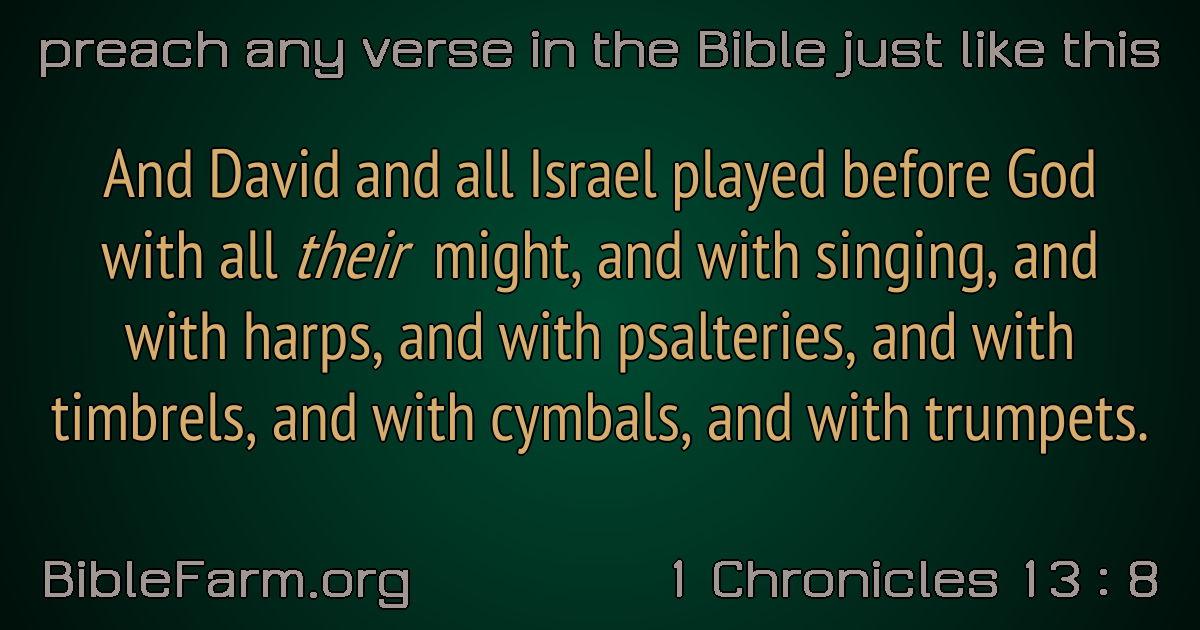 preach any verse in the Bible just like this
And David and all Israel played before God
with all their might, and with singing, and
with harps, and with psalteries, and with
timbrels, and with cymbals, and with trumpets.
BibleFarm.org
1 Chronicles 13 : 8